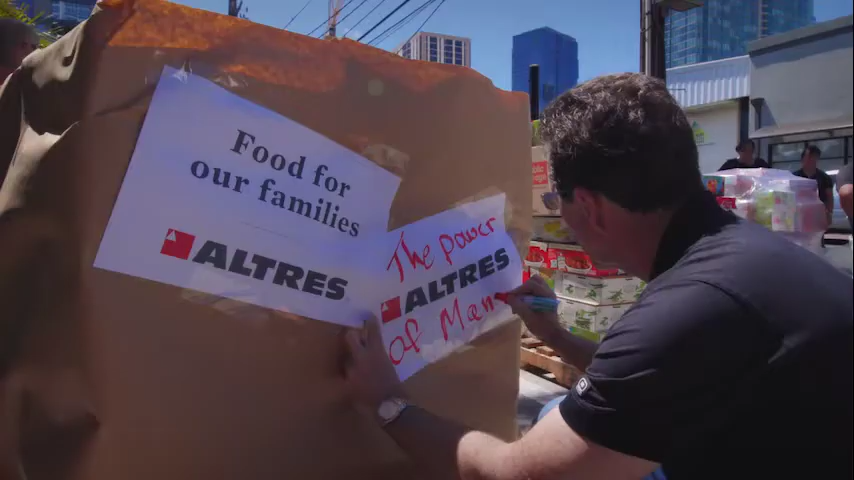 Food for
our families
ALTRES
The power
ALTRES
of Man